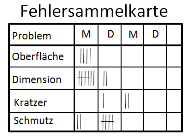 Fehlersammelkarte
Problem M D M D
Oberfläche
Dimension
Kratzer
Schmutz